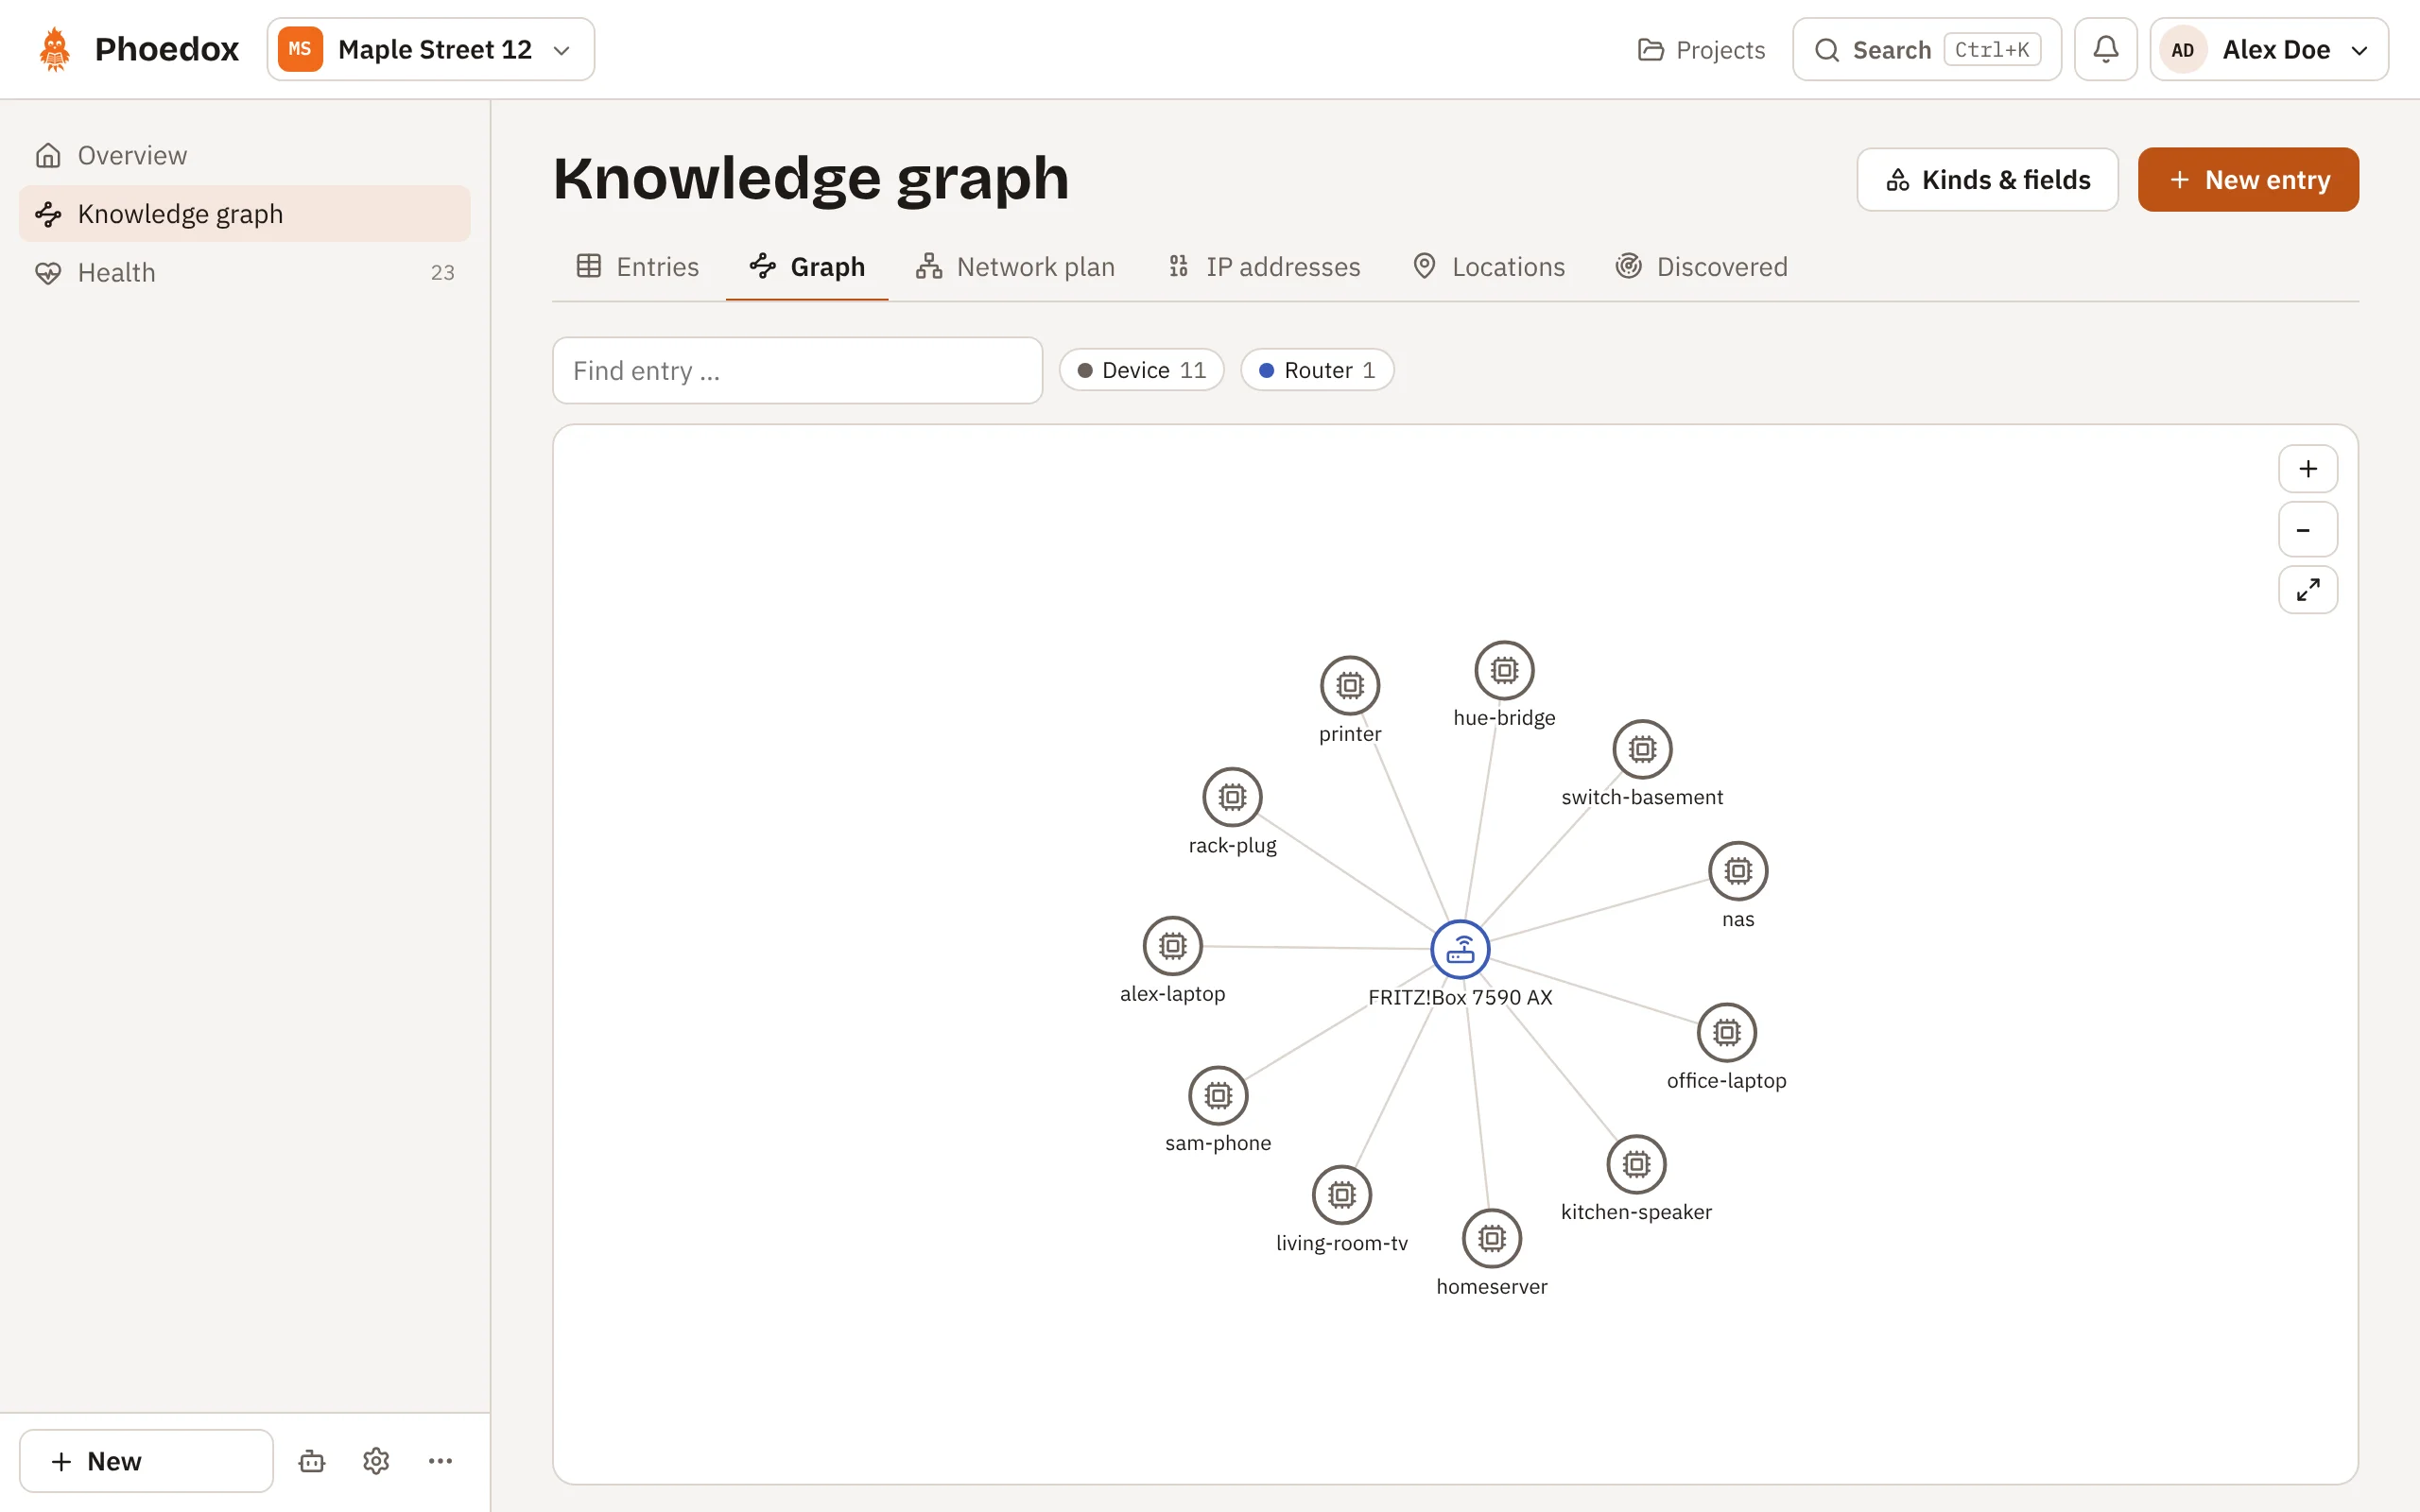 Phoedox
MS Maple Street 12
Projects
Search Ctrl+K
AD Alex Doe
Overview
Knowledge graph
Health 23
Knowledge graph
Kinds & fields
+ New entry
Entries
Graph
Network plan
IP addresses
Locations
Discovered
Find entry ...
Device 11
Router 1
+
−
hue-bridge
printer
switch-basement
rack-plug
nas
alex-laptop
FRITZ!Box 7590 AX
office-laptop
sam-phone
kitchen-speaker
living-room-tv
homeserver
+ New